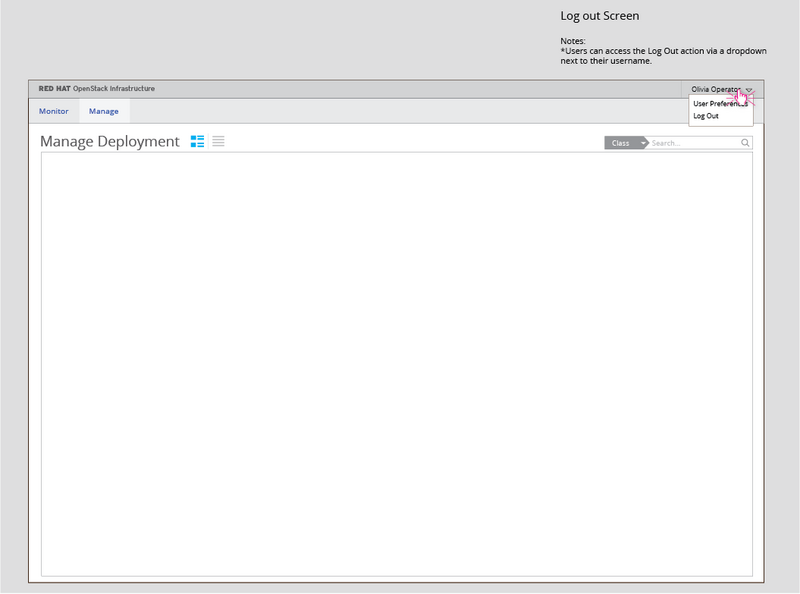 Log out Screen
Notes:
*Users can access the Log Out action via a dropdown
next to their username.
RED HAT OpenStack Infrastructure
Olivia Operator
User Preferences
Log Out
Monitor
Manage
Manage Deployment
Class
Search...